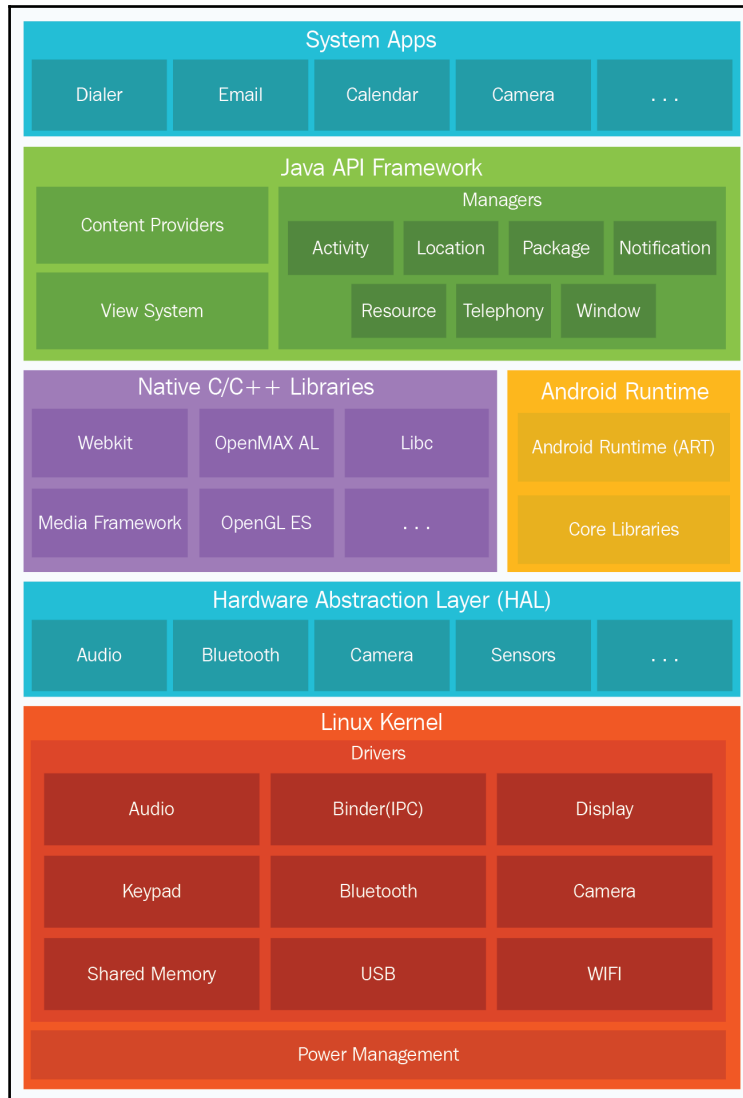 System Apps
Dialer
Email
Calendar
Camera
. . .
Java API Framework
Content Providers
View System
Managers
Activity
Location
Package
Notification
Resource
Telephony
Window
Native C/C++ Libraries
Webkit
OpenMAX AL
Libc
Media Framework
OpenGL ES
. . .
Android Runtime
Android Runtime (ART)
Core Libraries
Hardware Abstraction Layer (HAL)
Audio
Bluetooth
Camera
Sensors
. . .
Linux Kernel
Drivers
Audio
Binder(IPC)
Display
Keypad
Bluetooth
Camera
Shared Memory
USB
WIFI
Power Management